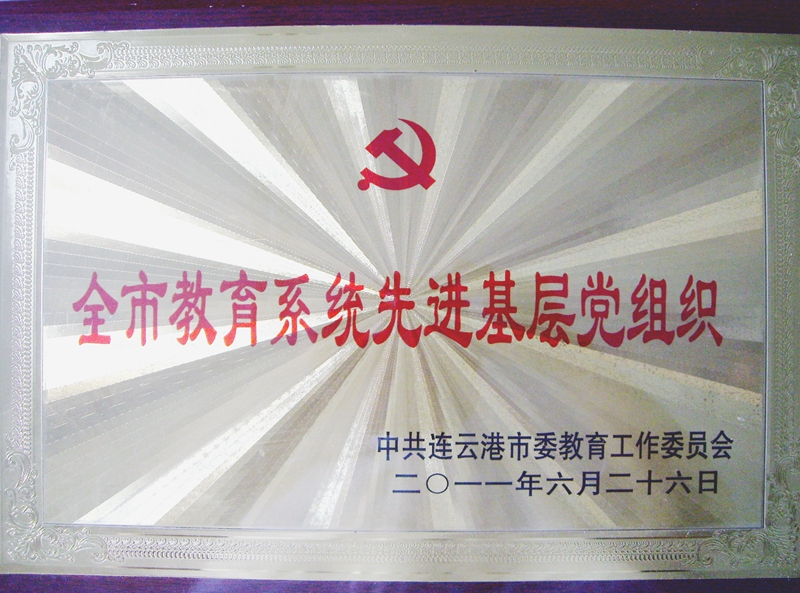 全市教育系统先进基层党组织
中共连云港市委教育工作委员会
二〇一一年六月二十六日